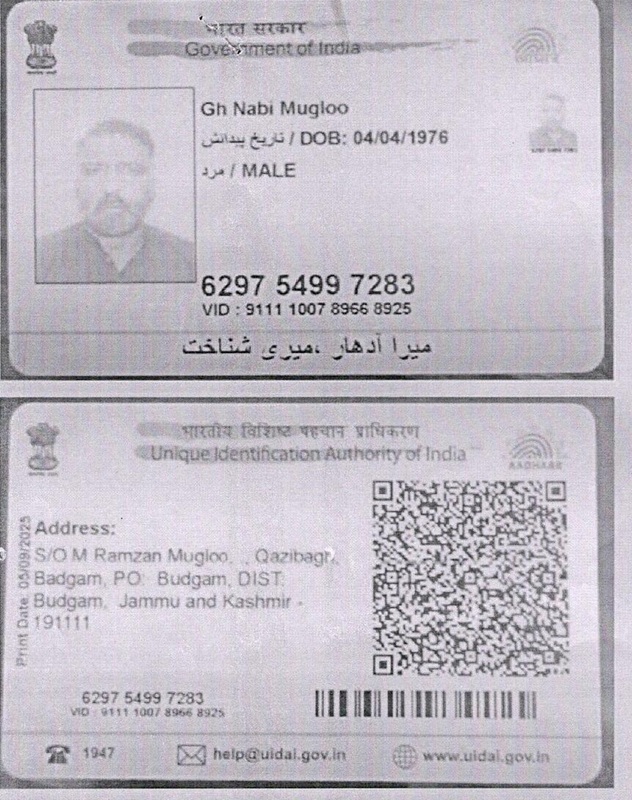 भारत सरकार
Government of India
Gh Nabi Mugloo
تاریخ پیدائش / DOB: 04/04/1976
مرد / MALE
6297 5499 7283
VID : 9111 1007 8966 8925
میرا آدھار ،میری شناخت
भारतीय विशिष्ट पहचान प्राधिकरण
Unique Identification Authority of India
AADHAAR
Print Date: 05/09/2025
Address:
S/O M Ramzan Mugloo, , Qazibagh,
Badgam, PO: Budgam, DIST:
Budgam, Jammu and Kashmir -
191111
6297 5499 7283
VID : 9111 1007 8966 8925
1947
help@uidai.gov.in
www.uidai.gov.in